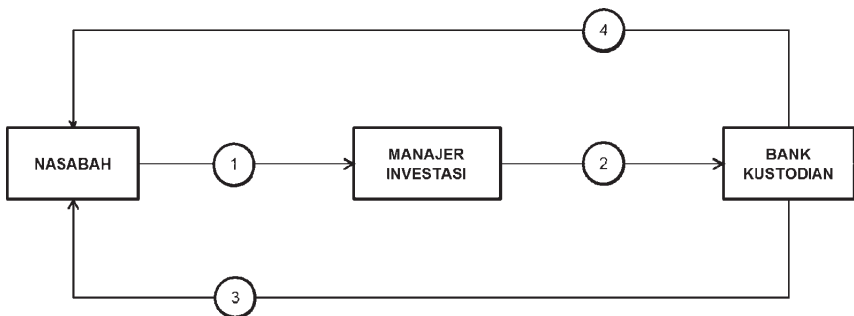 4
NASABAH
1
MANAJER
INVESTASI
2
BANK
KUSTODIAN
3